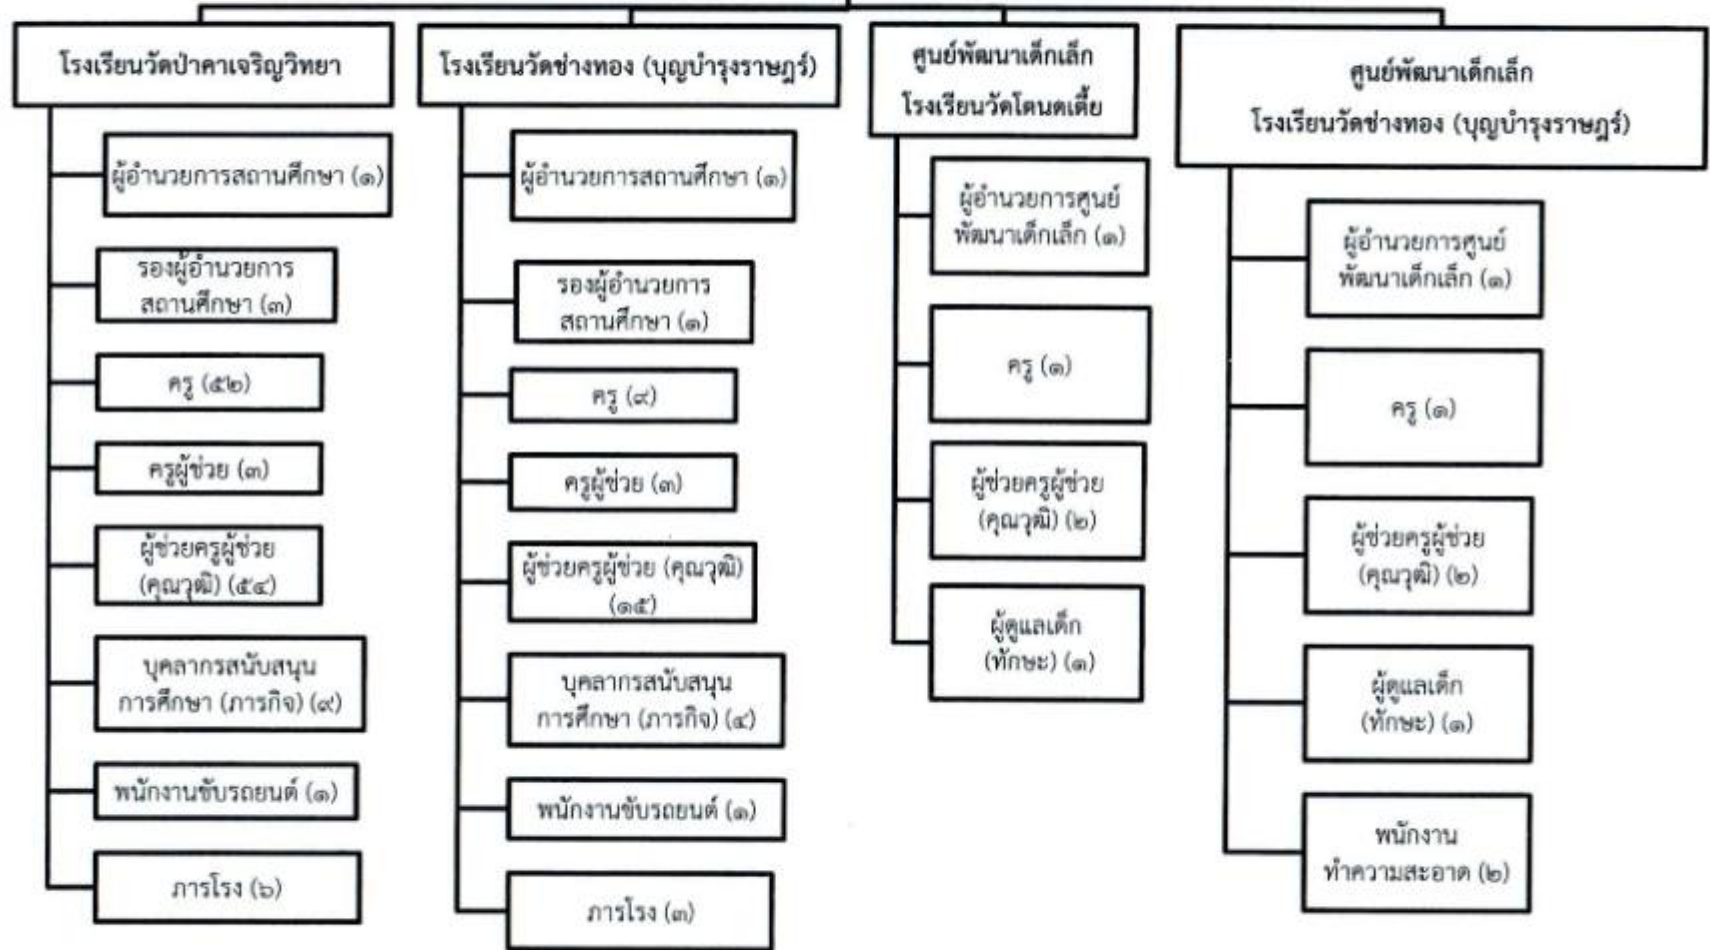 โรงเรียนวัดป่าคาเจริญวิทยา
ผู้อำนวยการสถานศึกษา (๑)
รองผู้อำนวยการ
สถานศึกษา (๓)
ครู (๕๒)
ครูผู้ช่วย (๓)
ผู้ช่วยครูผู้ช่วย
(คุณวุฒิ) (๕๔)
บุคลากรสนับสนุน
การศึกษา (ภารกิจ) (๙)
พนักงานขับรถยนต์ (๑)
ภารโรง (๖)
โรงเรียนวัดช่างทอง (บุญบำรุงราษฎร์)
ผู้อำนวยการสถานศึกษา (๑)
รองผู้อำนวยการ
สถานศึกษา (๑)
ครู (๙)
ครูผู้ช่วย (๓)
ผู้ช่วยครูผู้ช่วย (คุณวุฒิ)
(๑๕)
บุคลากรสนับสนุน
การศึกษา (ภารกิจ) (๔)
พนักงานขับรถยนต์ (๑)
ภารโรง (๓)
ศูนย์พัฒนาเด็กเล็ก
โรงเรียนวัดโตนดเตี้ย
ผู้อำนวยการศูนย์
พัฒนาเด็กเล็ก (๑)
ครู (๑)
ผู้ช่วยครูผู้ช่วย
(คุณวุฒิ) (๒)
ผู้ดูแลเด็ก
(ทักษะ) (๑)
ศูนย์พัฒนาเด็กเล็ก
โรงเรียนวัดช่างทอง (บุญบำรุงราษฎร์)
ผู้อำนวยการศูนย์
พัฒนาเด็กเล็ก (๑)
ครู (๑)
ผู้ช่วยครูผู้ช่วย
(คุณวุฒิ) (๒)
ผู้ดูแลเด็ก
(ทักษะ) (๑)
พนักงาน
ทำความสะอาด (๒)